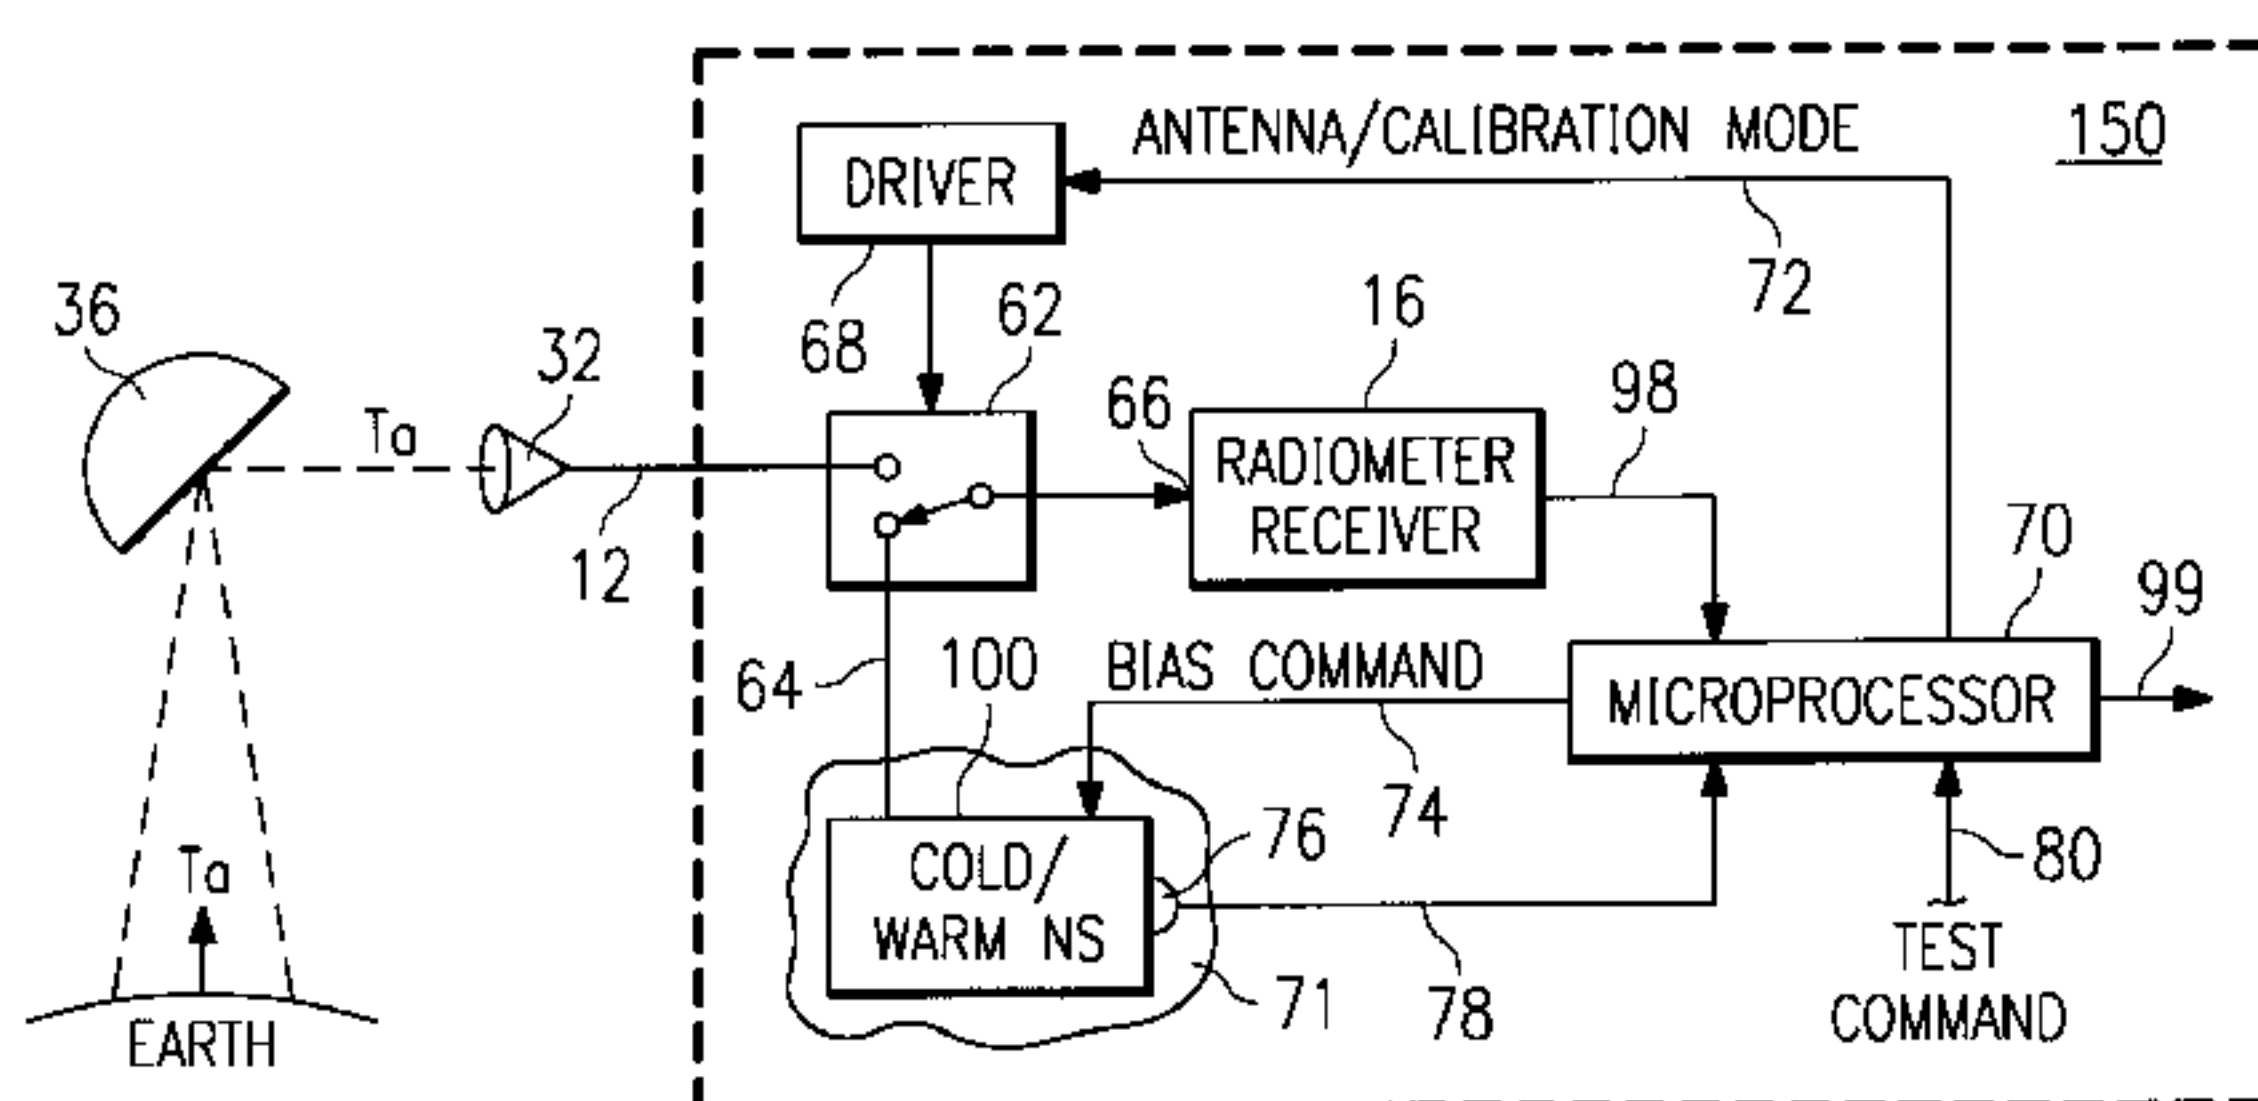 ANTENNA/CALIBRATION MODE
150
DRIVER
72
36
62
16
68
32
98
Ta
66
RADIOMETER
RECEIVER
12
70
99
64
100
BIAS COMMAND
MICROPROCESSOR
74
76
COLD/
WARM NS
80
Ta
TEST
COMMAND
71
78
EARTH